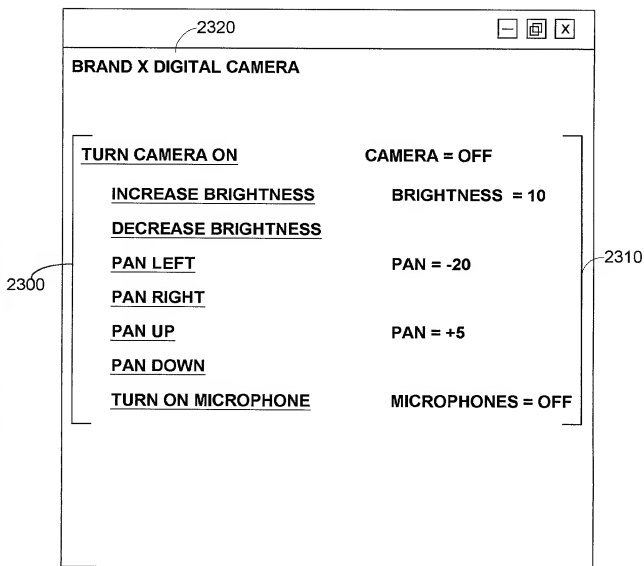 2320
X
BRAND X DIGITAL CAMERA
TURN CAMERA ON CAMERA = OFF
INCREASE BRIGHTNESS BRIGHTNESS = 10
DECREASE BRIGHTNESS
PAN LEFT PAN = -20
2310
2300
PAN RIGHT
PAN UP PAN = +5
PAN DOWN
TURN ON MICROPHONE MICROPHONES = OFF